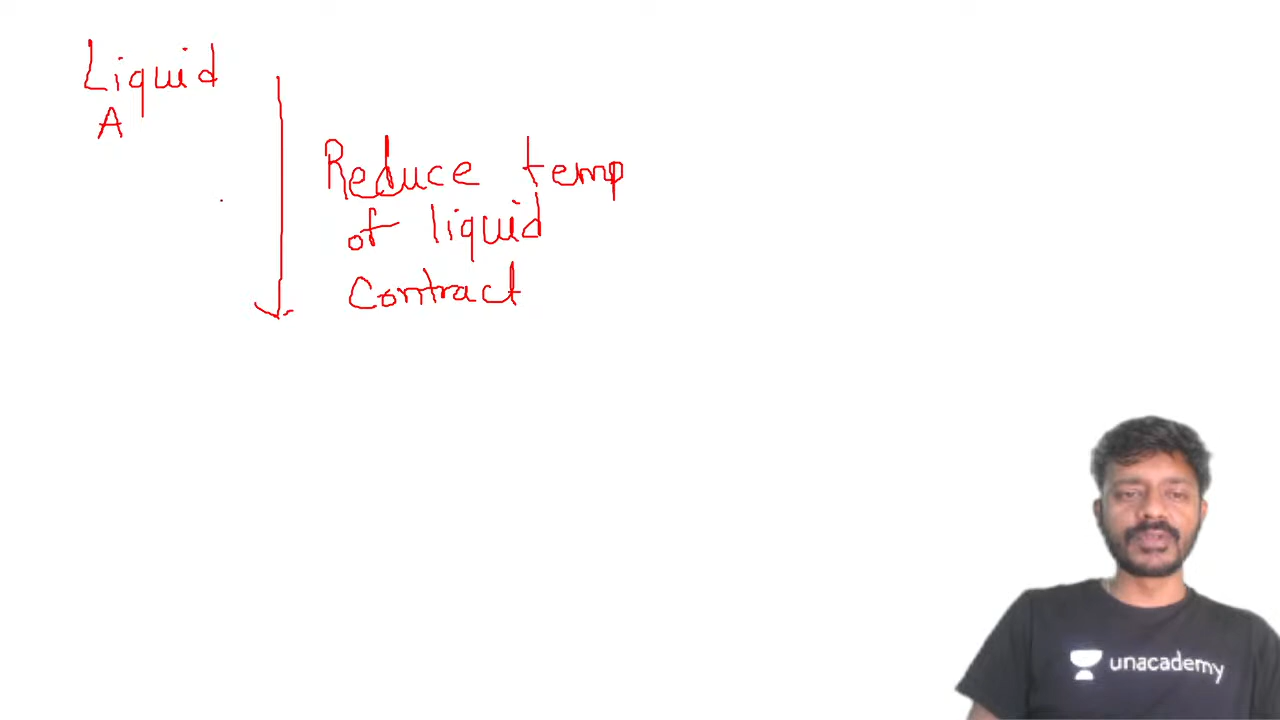 Liquid
A
Reduce temp
of liquid
contract
unacademy